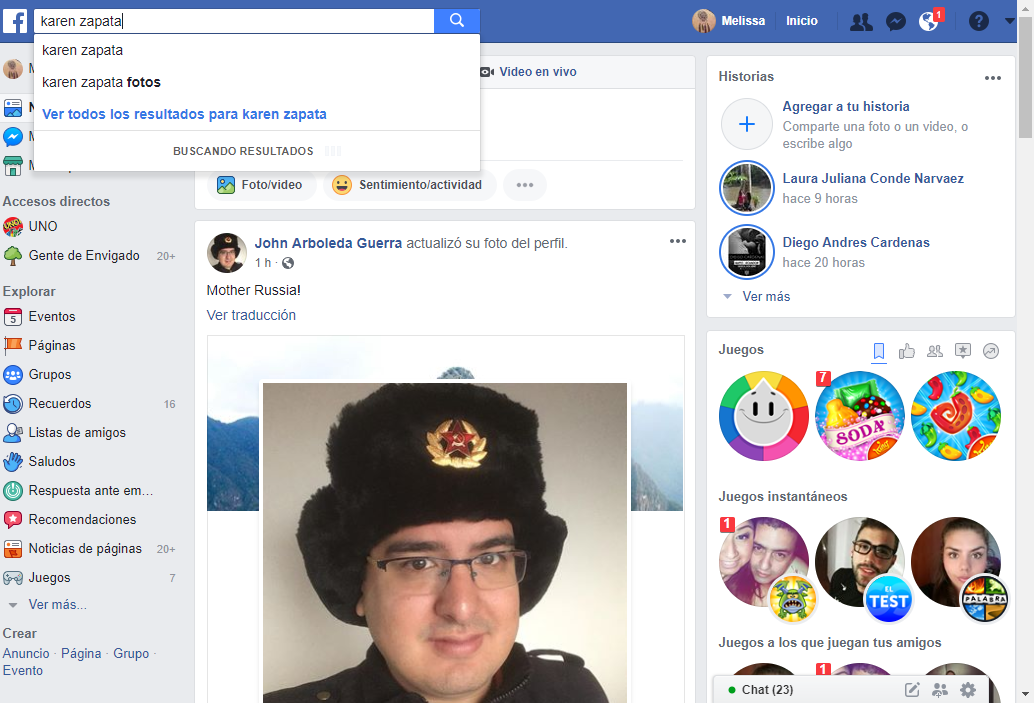 karen zapata
Melissa
Inicio
1
karen zapata
karen zapata fotos
Ver todos los resultados para karen zapata
BUSCANDO RESULTADOS
Video en vivo
Foto/video
Sentimiento/actividad
Accesos directos
UNO
Gente de Envigado 20+
Explorar
5
Eventos
Páginas
Grupos
Recuerdos 16
Listas de amigos
Saludos
Respuesta ante em...
Recomendaciones
Noticias de páginas 20+
Juegos 7
Ver más...
Crear
Anuncio · Página · Grupo ·
Evento
John Arboleda Guerra actualizó su foto del perfil.
1 h ·
Mother Russia!
Ver traducción
Historias
Agregar a tu historia
Comparte una foto o un video, o
escribe algo
Laura Juliana Conde Narvaez
hace 9 horas
Diego Andres Cardenas
hace 20 horas
Ver más
Juegos
7
SODA
Juegos instantáneos
1
EL
TEST
PALABRA
Juegos a los que juegan tus amigos
1
Chat (23)